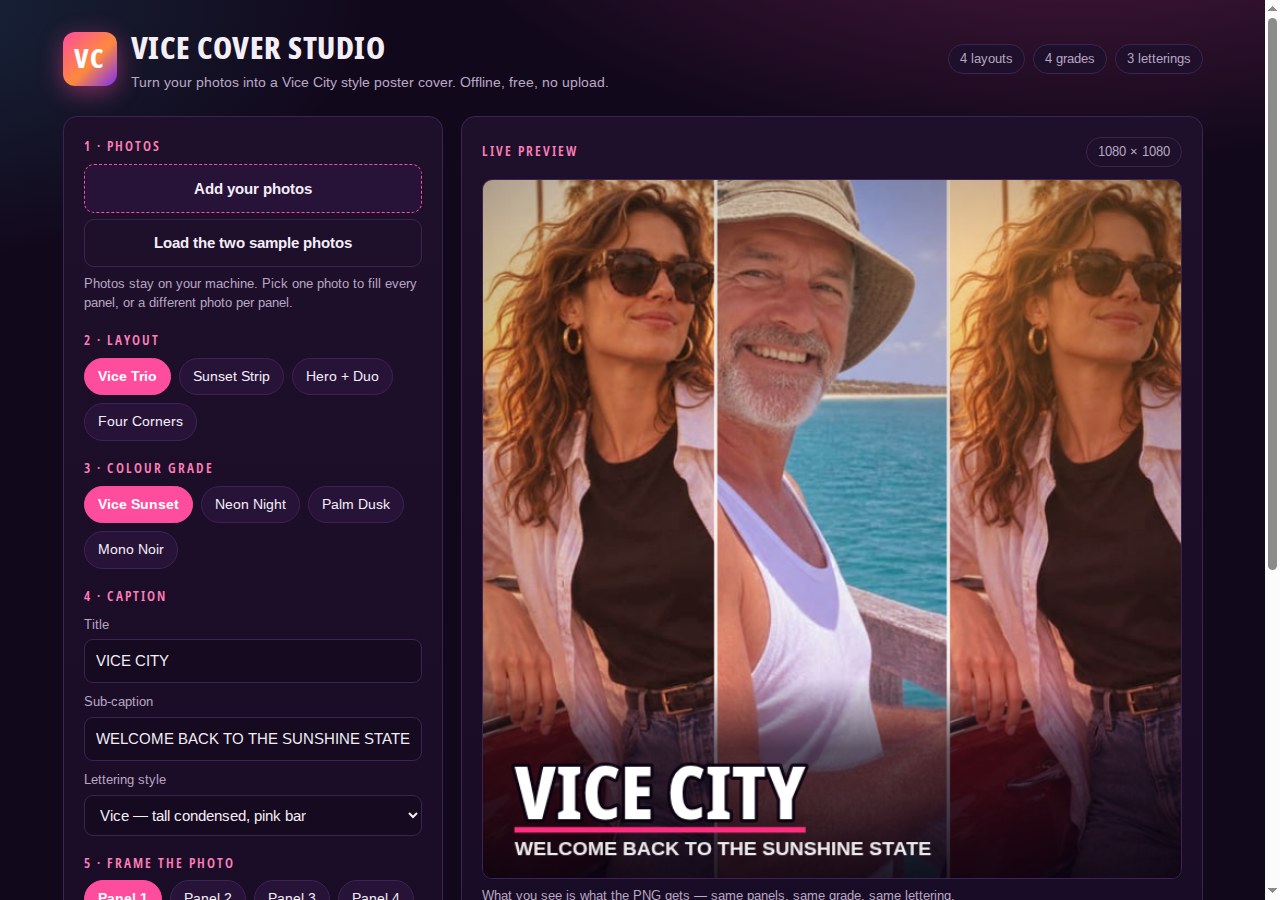 VC
VICE COVER STUDIO
Turn your photos into a Vice City style poster cover. Offline, free, no upload.
4 layouts
4 grades
3 letterings
1 · PHOTOS
Add your photos
Load the two sample photos
Photos stay on your machine. Pick one photo to fill every
panel, or a different photo per panel.
2 · LAYOUT
Vice Trio
Sunset Strip
Hero + Duo
Four Corners
3 · COLOUR GRADE
Vice Sunset
Neon Night
Palm Dusk
Mono Noir
4 · CAPTION
Title
VICE CITY
Sub-caption
WELCOME BACK TO THE SUNSHINE STATE
Lettering style
Vice — tall condensed, pink bar
5 · FRAME THE PHOTO
Panel 1
Panel 2
Panel 3
Panel 4
LIVE PREVIEW
1080 × 1080
VICE CITY
WELCOME BACK TO THE SUNSHINE STATE
What you see is what the PNG gets — same panels, same grade, same lettering.